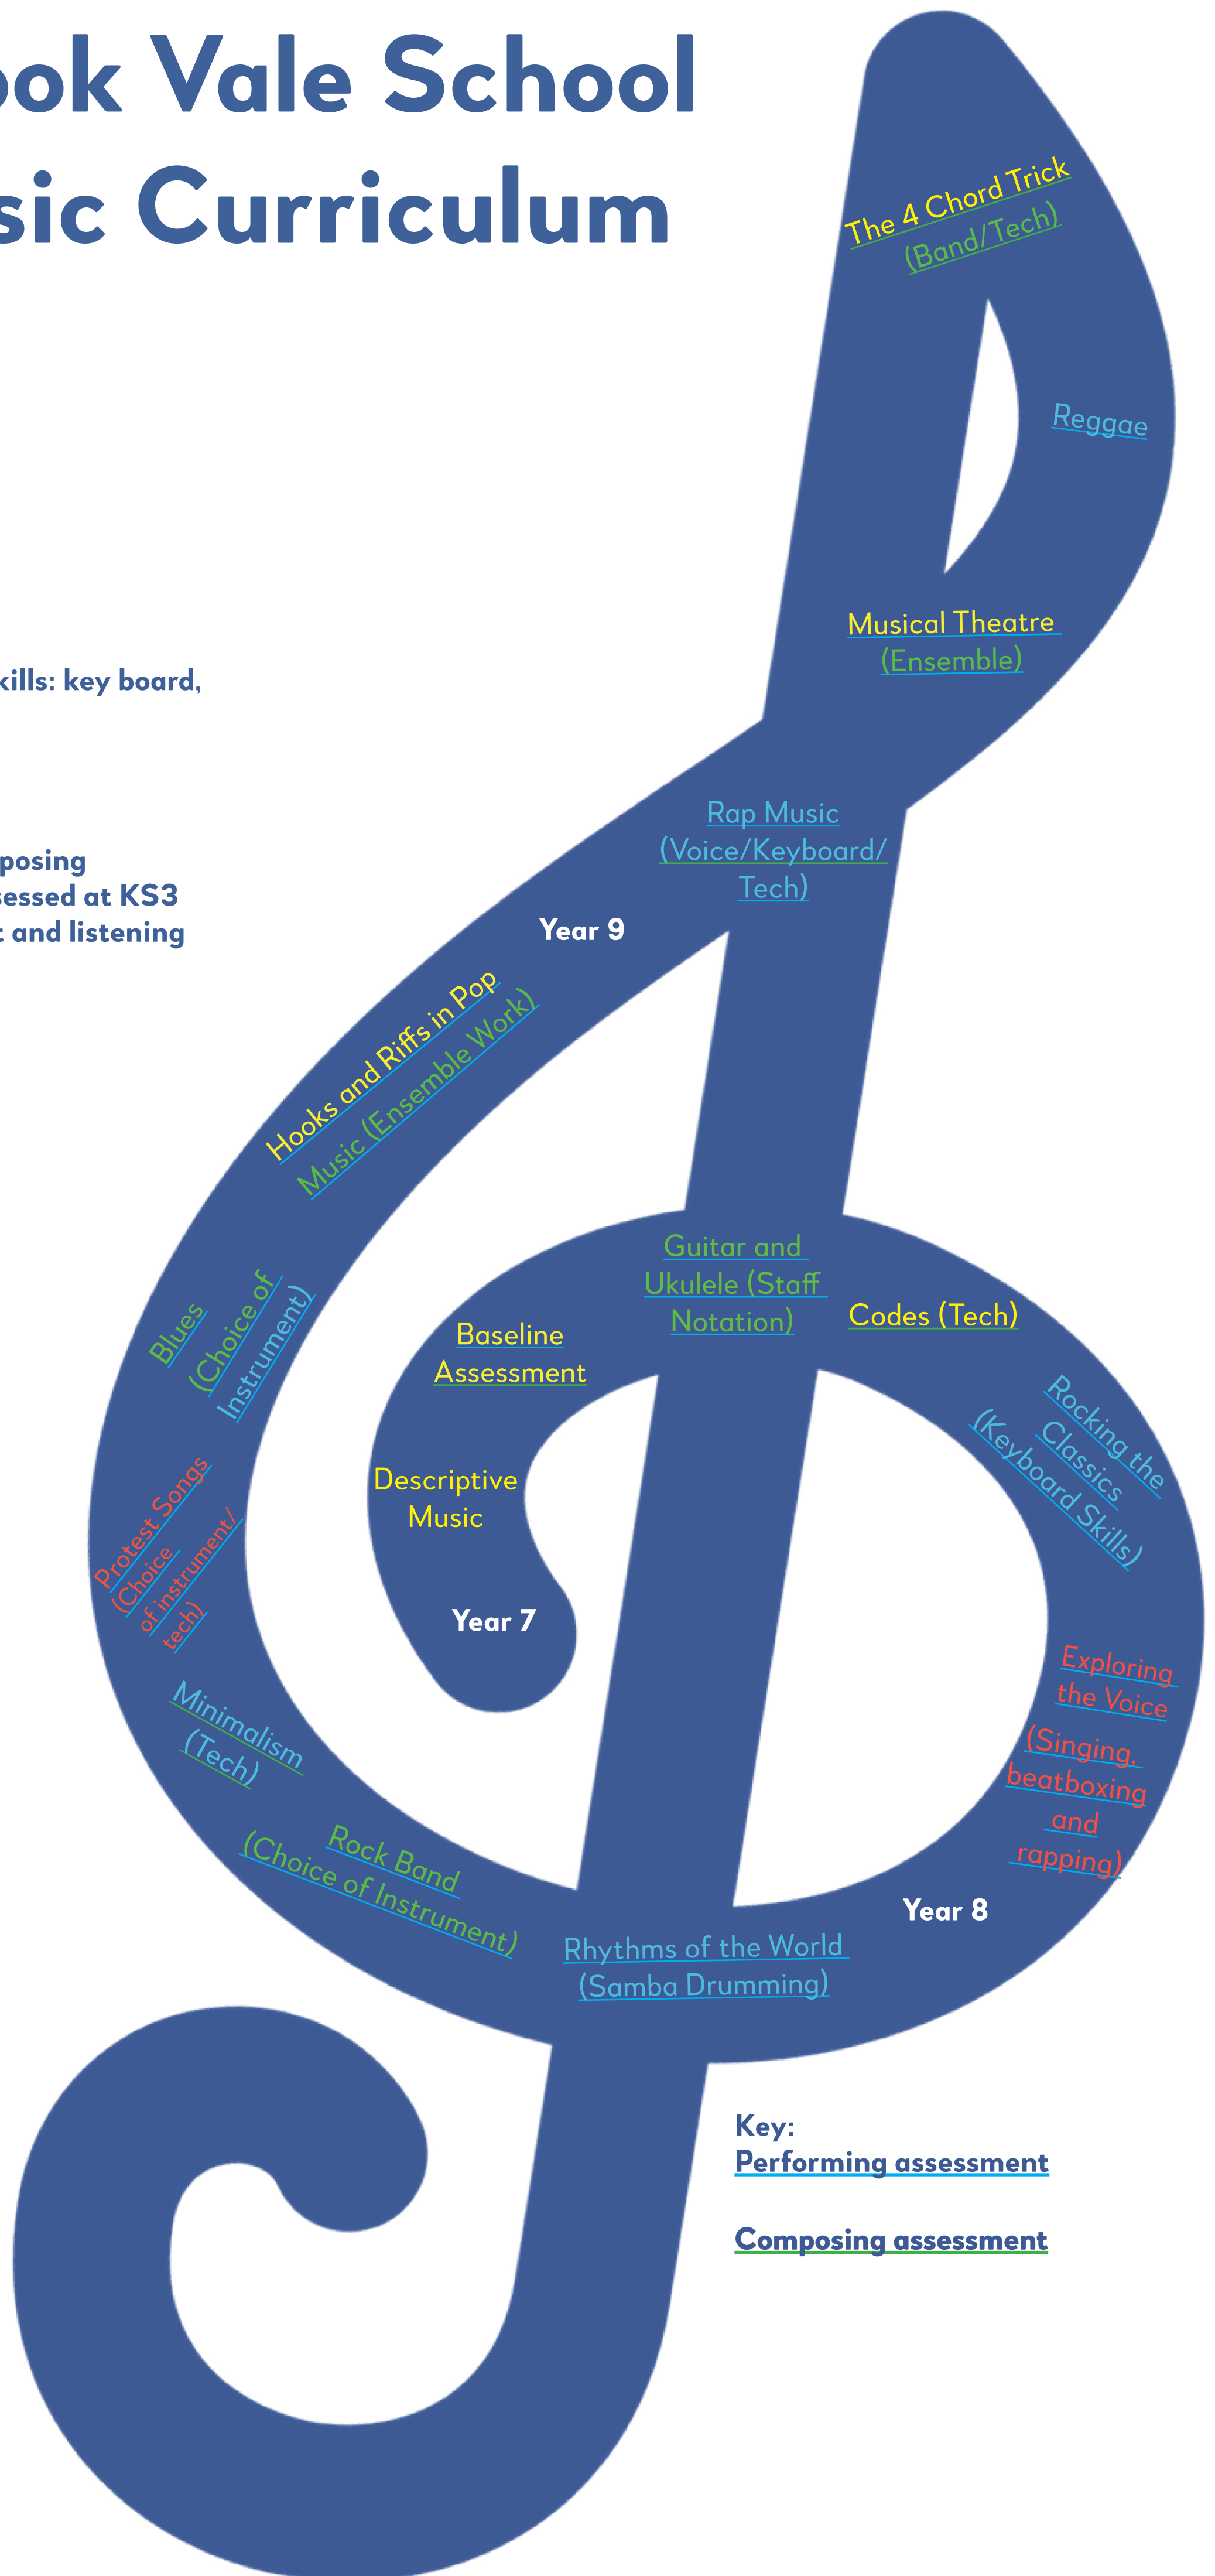 ok Vale School
sic Curriculum
The 4 Chord Trick
(Band/Tech)
Reggae
Musical Theatre
(Ensemble)
kills: key board,
Rap Music
(Voice/Keyboard/
Tech)
posing
sessed at KS3
t and listening
Year 9
Hooks and Riffs in Pop
Music (Ensemble Work)
Guitar and
Ukulele (Staff
Notation)
Codes (Tech)
Baseline
Assessment
Blues
(Choice of
Instrument)
Rocking the
Classics
(Keyboard Skills)
Descriptive
Music
Protest Songs
(Choice
of instrument/
tech)
Year 7
Exploring
the Voice
(Singing,
beatboxing
and
rapping)
Minimalism
(Tech)
Rock Band
(Choice of Instrument)
Year 8
Rhythms of the World
(Samba Drumming)
Key:
Performing assessment
Composing assessment